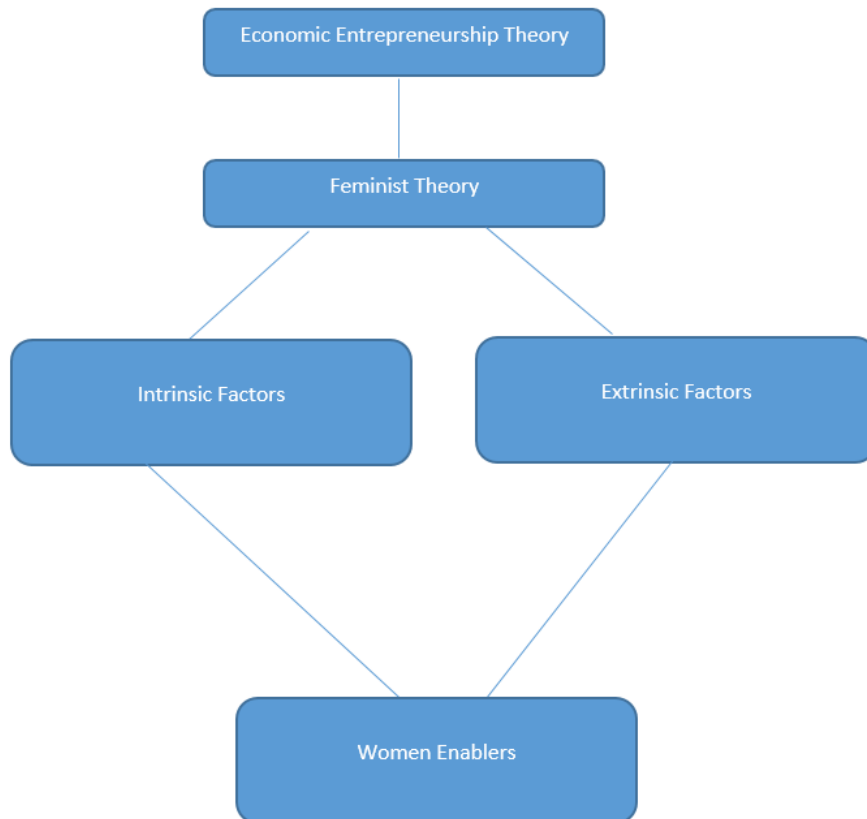 Economic Entrepreneurship Theory
Feminist Theory
Intrinsic Factors
Extrinsic Factors
Women Enablers